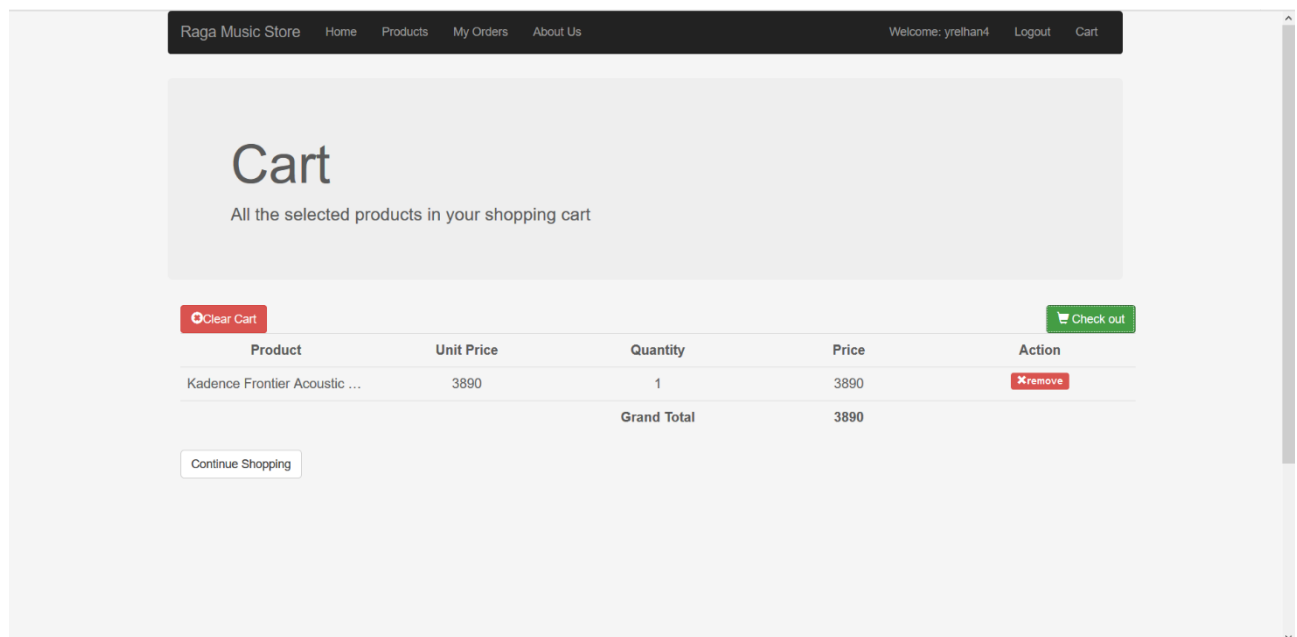 Raga Music Store Home Products My Orders About Us Welcome: yrelhan4 Logout Cart
Cart
All the selected products in your shopping cart
Clear Cart Check out
Product Unit Price Quantity Price Action
Kadence Frontier Acoustic ... 3890 1 3890 remove
Grand Total 3890
Continue Shopping